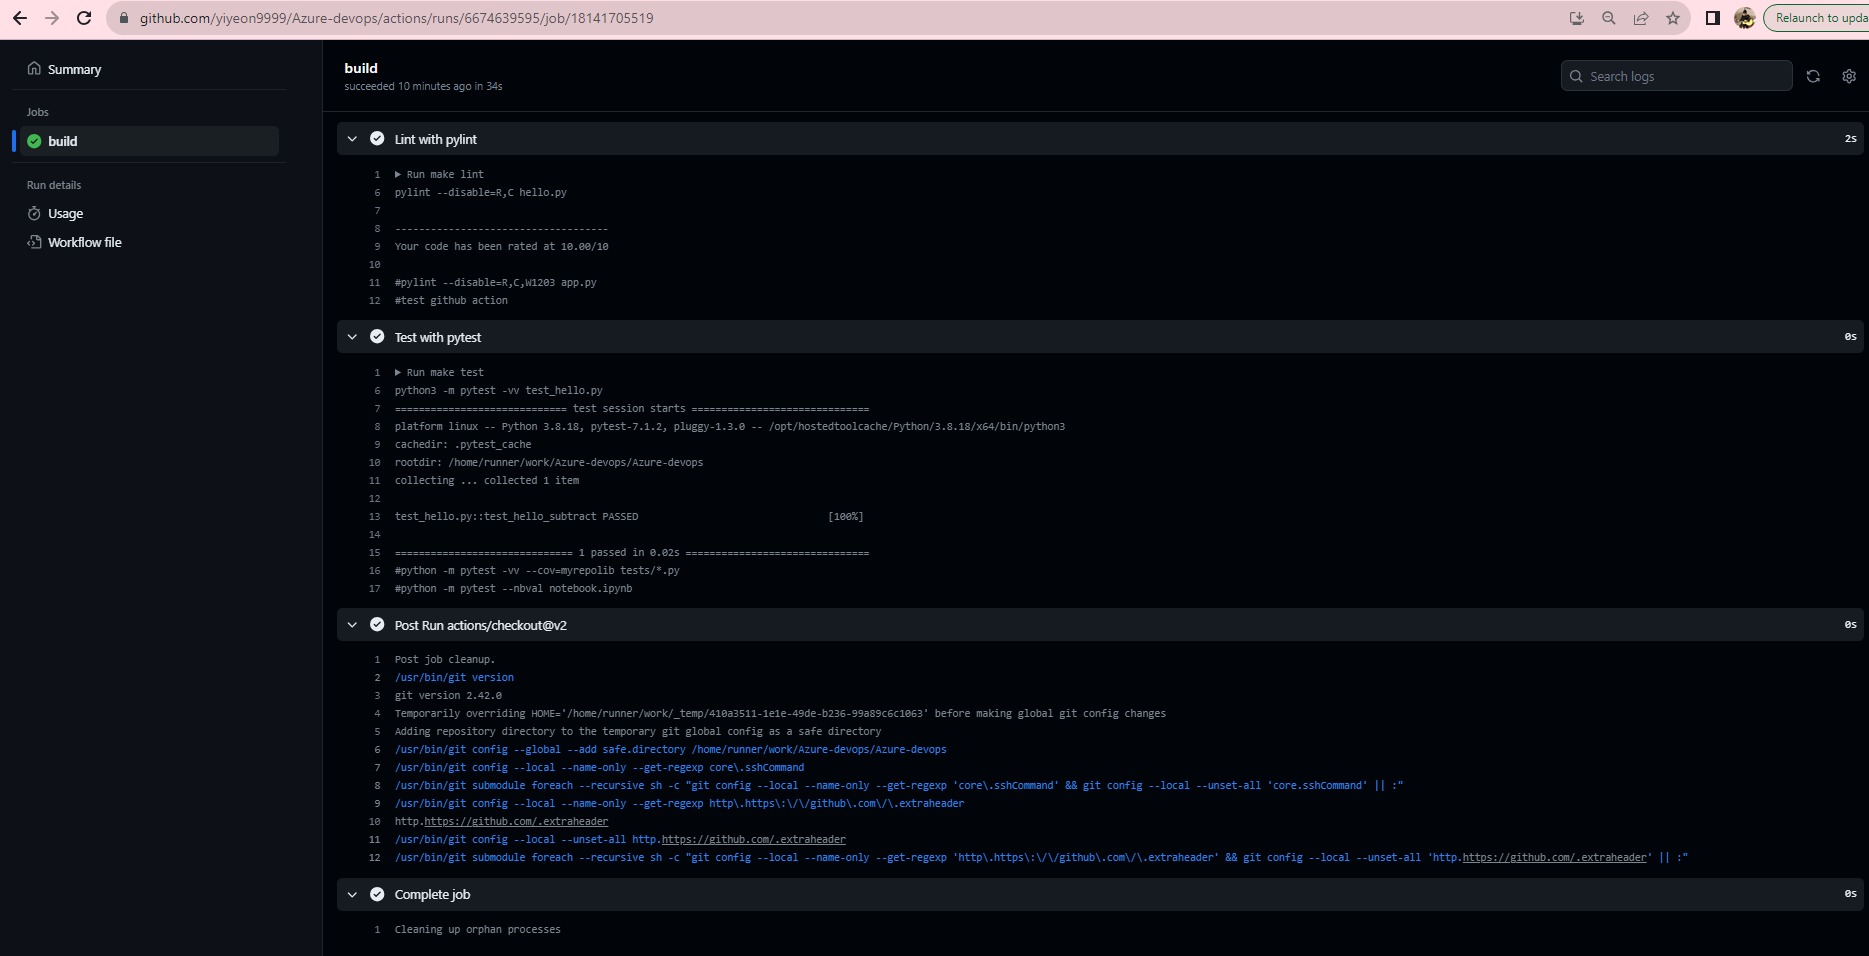 github.com/yiyeon9999/Azure-devops/actions/runs/6674639595/job/18141705519
Relaunch to upda
Summary
Jobs
build
Run details
Usage
Workflow file
build
succeeded 10 minutes ago in 34s
Search logs
Lint with pylint 2s
1 ▶ Run make lint
6 pylint --disable=R,C hello.py
7
8 ------------------------------------
9 Your code has been rated at 10.00/10
10
11 #pylint --disable=R,C,W1203 app.py
12 #test github action
Test with pytest 0s
1 ▶ Run make test
6 python3 -m pytest -vv test_hello.py
7 ============================= test session starts ==============================
8 platform linux -- Python 3.8.18, pytest-7.1.2, pluggy-1.3.0 -- /opt/hostedtoolcache/Python/3.8.18/x64/bin/python3
9 cachedir: .pytest_cache
10 rootdir: /home/runner/work/Azure-devops/Azure-devops
11 collecting ... collected 1 item
12
13 test_hello.py::test_hello_subtract PASSED [100%]
14
15 ============================== 1 passed in 0.02s ===============================
16 #python -m pytest -vv --cov=myrepolib tests/*.py
17 #python -m pytest --nbval notebook.ipynb
Post Run actions/checkout@v2 0s
1 Post job cleanup.
2 /usr/bin/git version
3 git version 2.42.0
4 Temporarily overriding HOME='/home/runner/work/_temp/410a3511-1e1e-49de-b236-99a89c6c1063' before making global git config changes
5 Adding repository directory to the temporary git global config as a safe directory
6 /usr/bin/git config --global --add safe.directory /home/runner/work/Azure-devops/Azure-devops
7 /usr/bin/git config --local --name-only --get-regexp core\.sshCommand
8 /usr/bin/git submodule foreach --recursive sh -c "git config --local --name-only --get-regexp 'core\.sshCommand' && git config --local --unset-all 'core.sshCommand' || :"
9 /usr/bin/git config --local --name-only --get-regexp http\.https\:\/\/github\.com\/\.extraheader
10 http.https://github.com/.extraheader
11 /usr/bin/git config --local --unset-all http.https://github.com/.extraheader
12 /usr/bin/git submodule foreach --recursive sh -c "git config --local --name-only --get-regexp 'http\.https\:\/\/github\.com\/\.extraheader' && git config --local --unset-all 'http.https://github.com/.extraheader' || :"
Complete job 0s
1 Cleaning up orphan processes